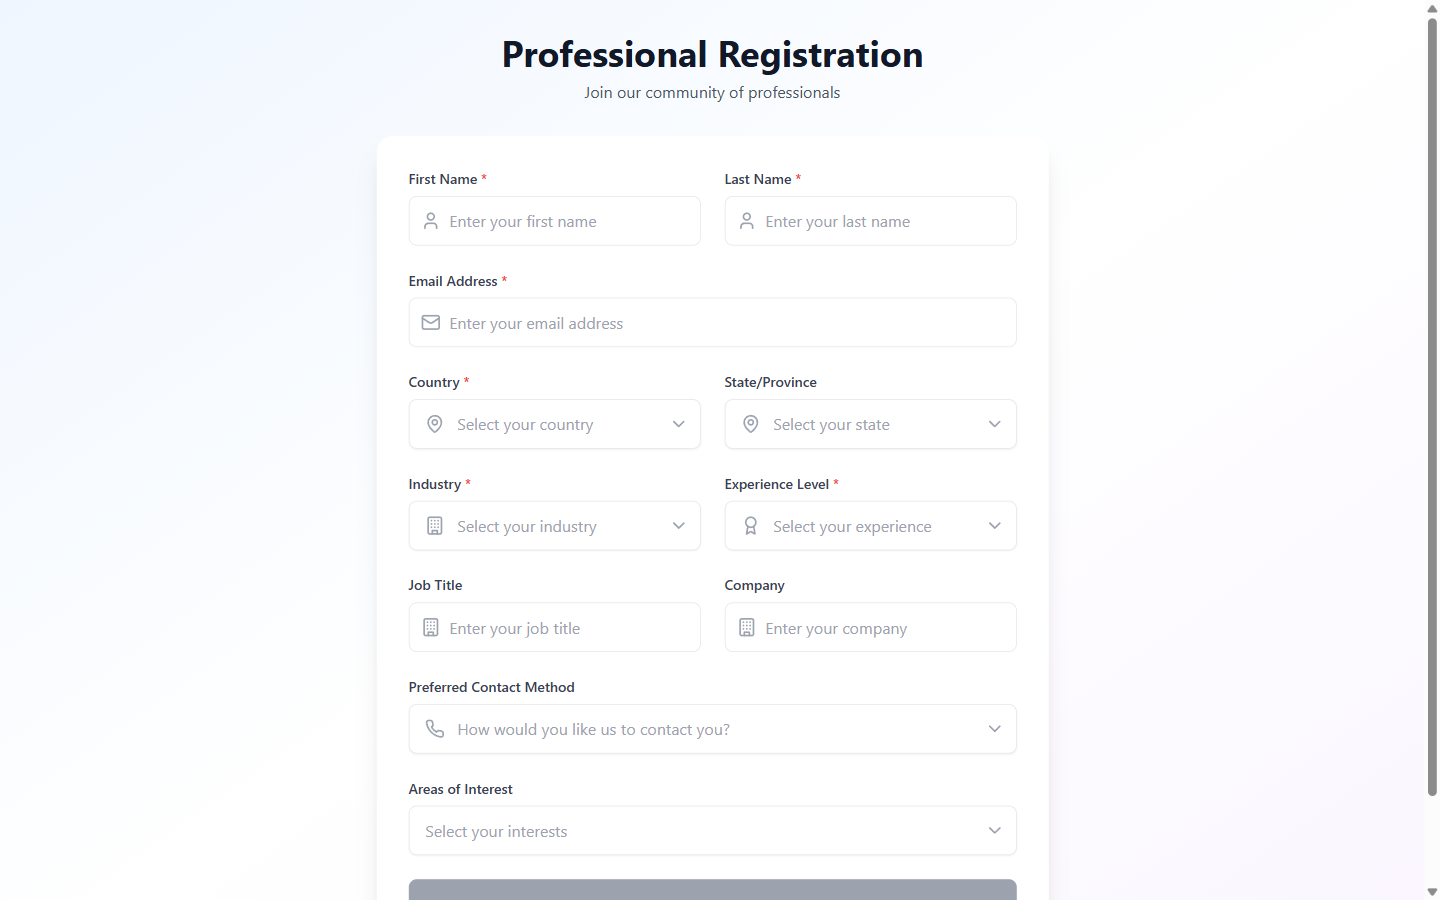 Professional Registration
Join our community of professionals
First Name *
Last Name *
Enter your first name
Enter your last name
Email Address *
Enter your email address
Country *
State/Province
Select your country
Select your state
Industry *
Experience Level *
Select your industry
Select your experience
Job Title
Company
Enter your job title
Enter your company
Preferred Contact Method
How would you like us to contact you?
Areas of Interest
Select your interests